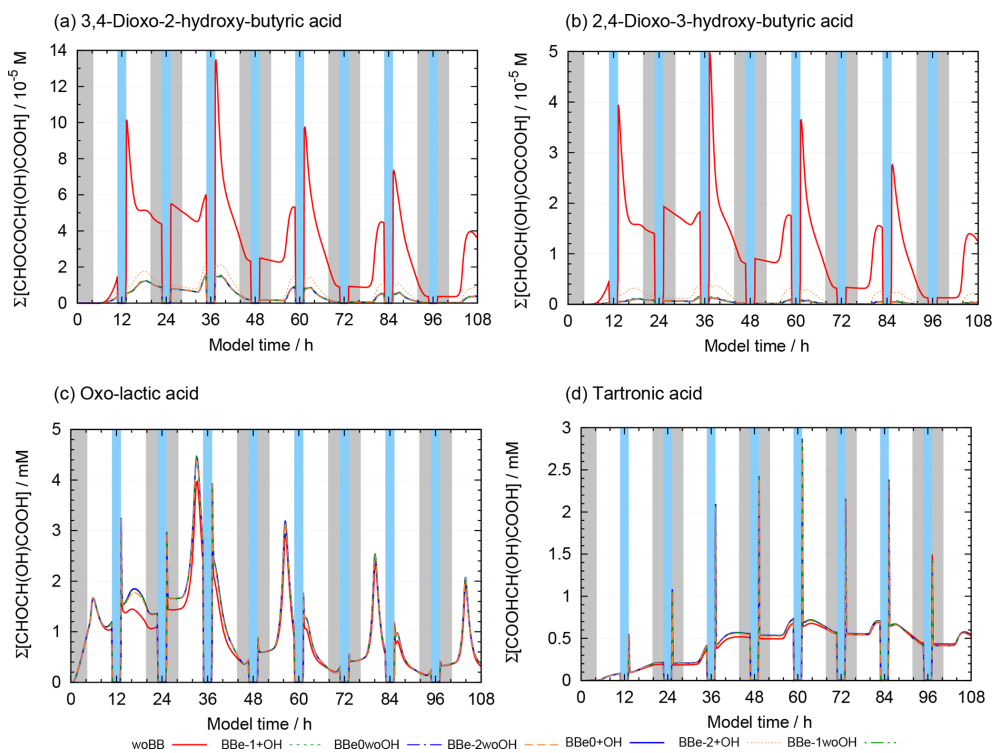 (a) 3,4-Dioxo-2-hydroxy-butyric acid
Σ[CHOCOCH(OH)COOH] / 10⁻⁵ M
14
12
10
8
6
4
2
0
0 12 24 36 48 60 72 84 96 108
Model time / h
(b) 2,4-Dioxo-3-hydroxy-butyric acid
Σ[CHOCH(OH)COCOOH] / 10⁻⁵ M
5
4
3
2
1
0
0 12 24 36 48 60 72 84 96 108
Model time / h
(c) Oxo-lactic acid
Σ[CHOCH(OH)COOH] / mM
5
4
3
2
1
0
0 12 24 36 48 60 72 84 96 108
Model time / h
(d) Tartronic acid
Σ[COOHCH(OH)COOH] / mM
3
2.5
2
1.5
1
0.5
0
0 12 24 36 48 60 72 84 96 108
Model time / h
woBB BBe-1+OH BBe0woOH BBe-2woOH BBe0+OH BBe-2+OH BBe-1woOH